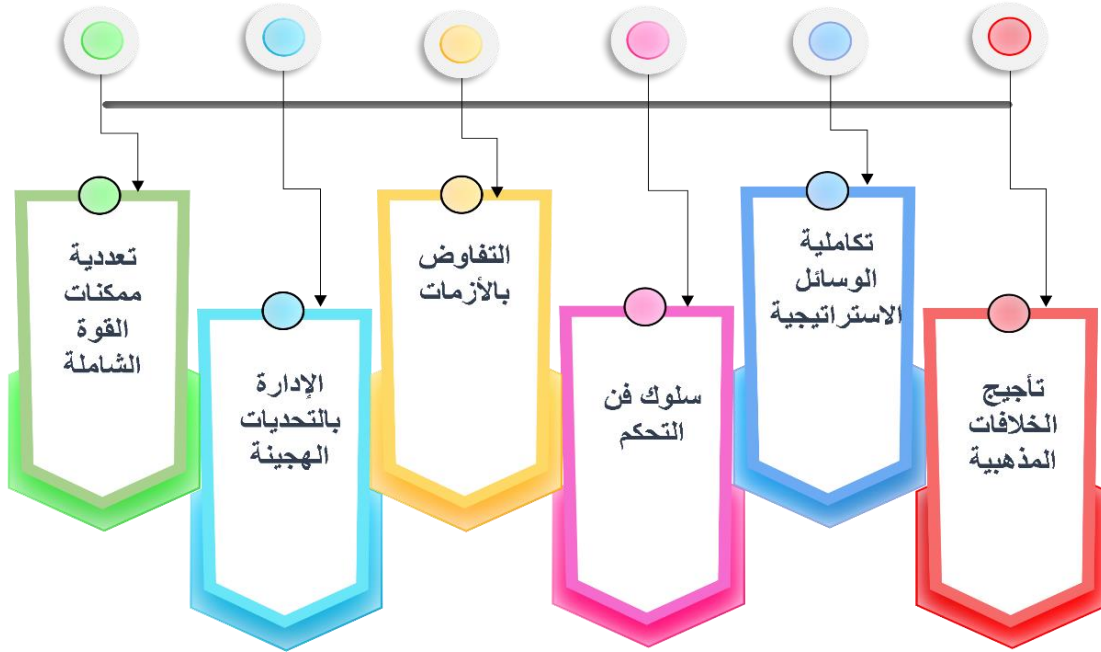 تأجيج
الخلافات
المذهبية
تكاملية
الوسائل
الاستراتيجية
سلوك فن
التحكم
التفاوض
بالأزمات
الإدارة
بالتحديات
الهجينة
تعددية
ممكنات
القوة
الشاملة